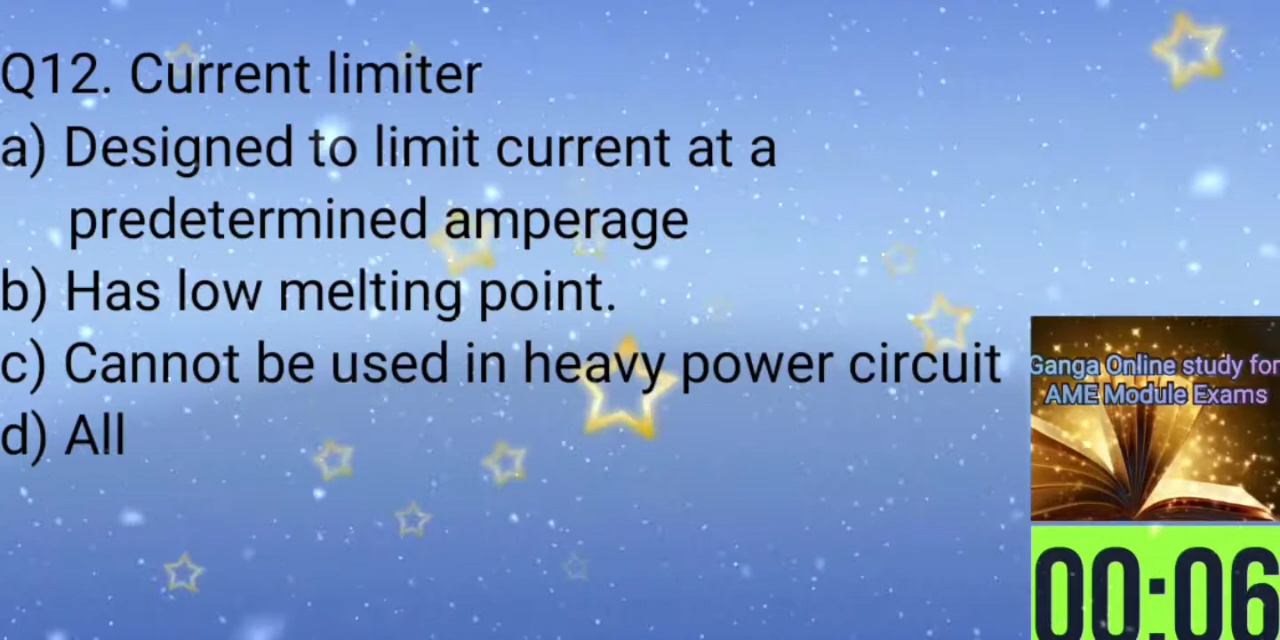 Q12. Current limiter
a) Designed to limit current at a
predetermined amperage
b) Has low melting point.
c) Cannot be used in heavy power circuit
d) All
Ganga Online study for
AME Module Exams
00:06